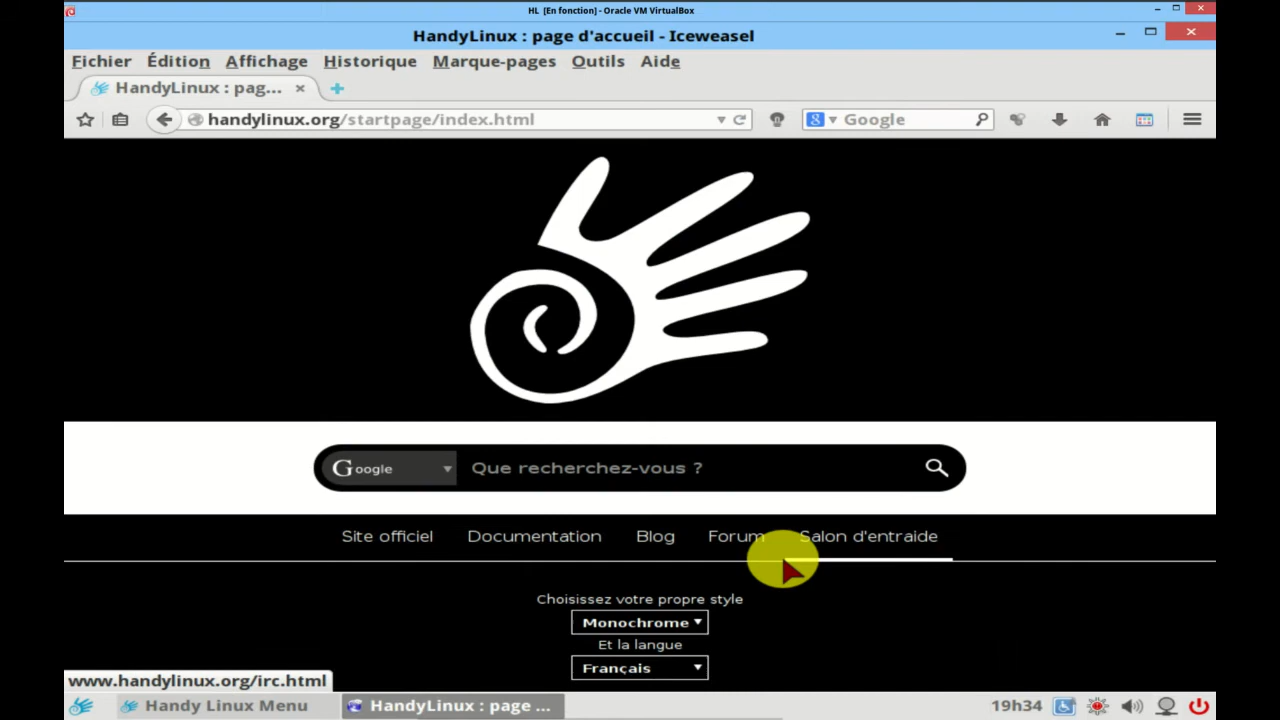 HL [En fonction] - Oracle VM VirtualBox
HandyLinux : page d'accueil - Iceweasel
Fichier Édition Affichage Historique Marque-pages Outils Aide
HandyLinux : pag...
handylinux.org/startpage/index.html
Google
Google
Que recherchez-vous ?
Site officiel Documentation Blog Forum Salon d'entraide
Choisissez votre propre style
Monochrome
Et la langue
Français
www.handylinux.org/irc.html
Handy Linux Menu HandyLinux : page ... 19h34